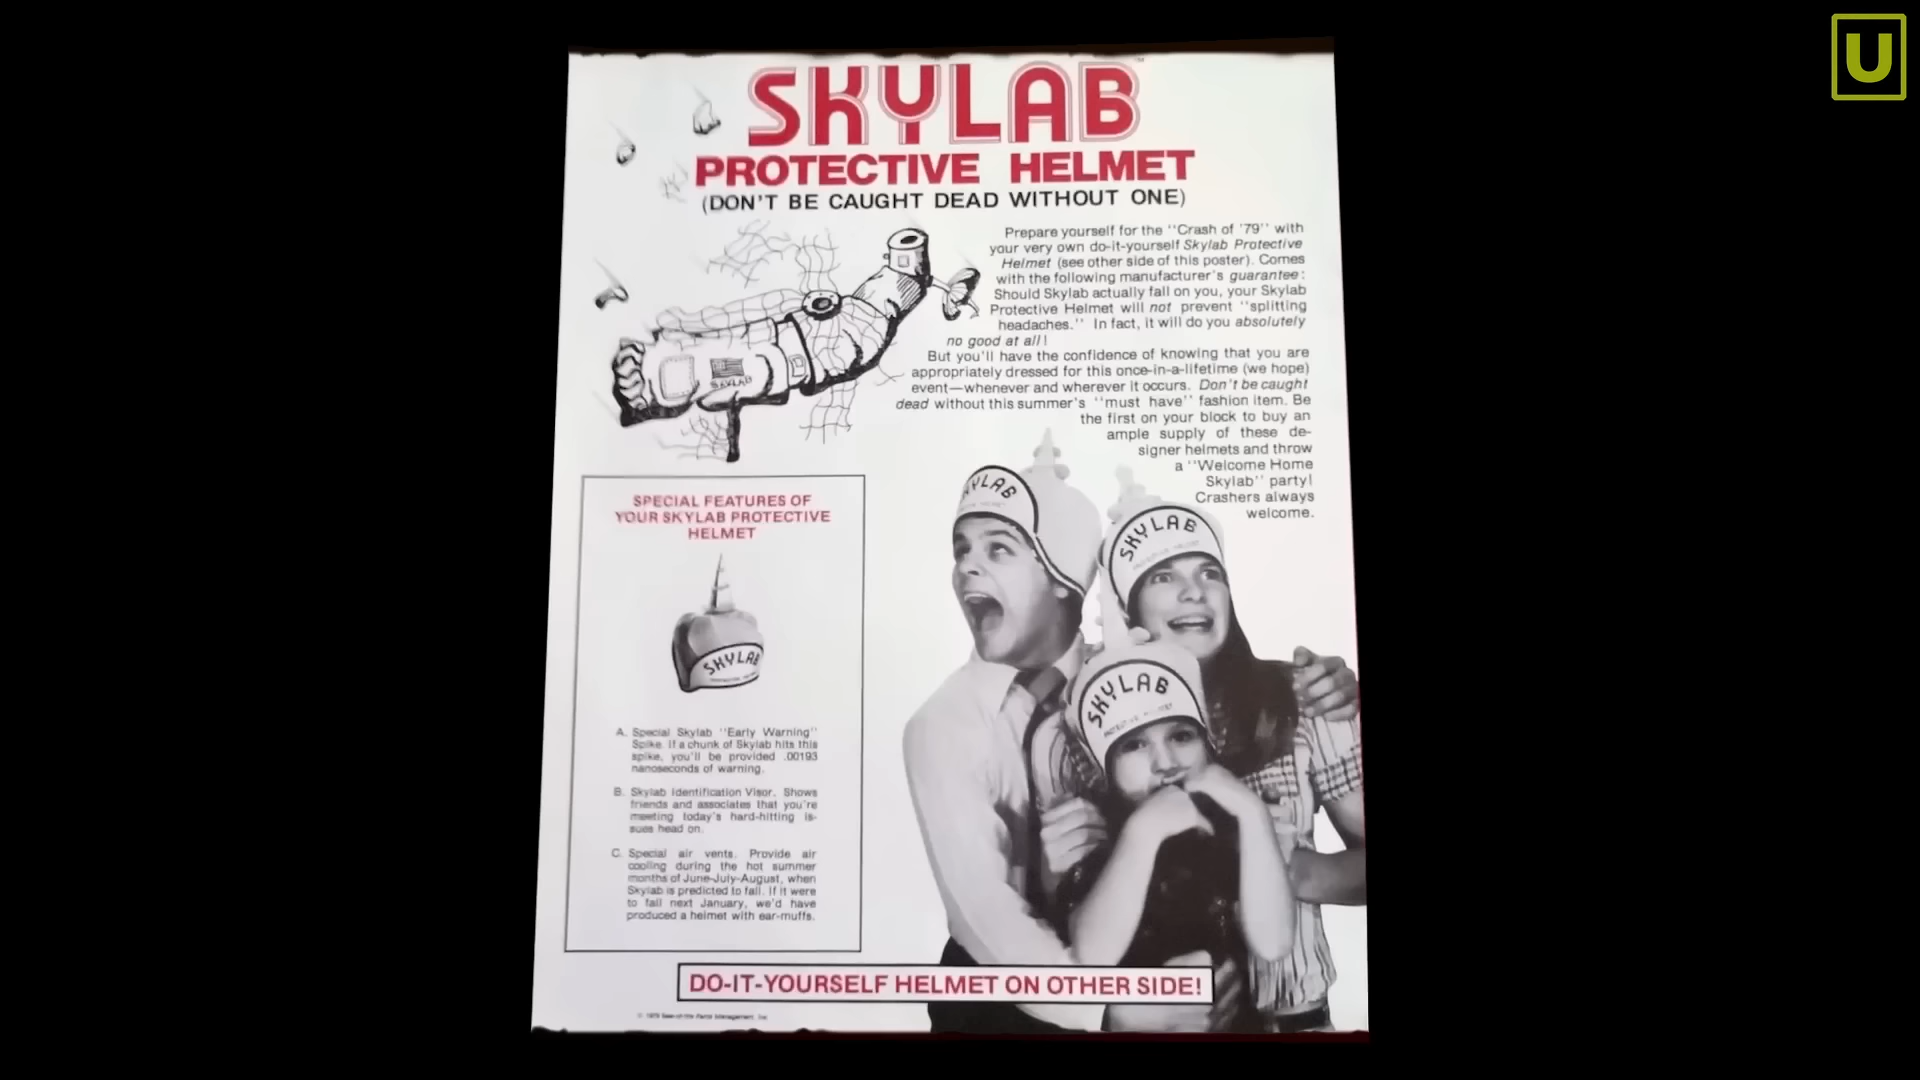 SKYLAB™
PROTECTIVE HELMET
(DON'T BE CAUGHT DEAD WITHOUT ONE)
Prepare yourself for the "Crash of '79" with
your very own do-it-yourself Skylab Protective
Helmet (see other side of this poster). Comes
with the following manufacturer's guarantee:
Should Skylab actually fall on you, your Skylab
Protective Helmet will not prevent "splitting
headaches." In fact, it will do you absolutely
no good at all!
But you'll have the confidence of knowing that you are
appropriately dressed for this once-in-a-lifetime (we hope)
event—whenever and wherever it occurs. Don't be caught
dead without this summer's "must have" fashion item. Be
the first on your block to buy an
ample supply of these de-
signer helmets and throw
a "Welcome Home
Skylab" party!
Crashers always
welcome.
SKYLAB
SPECIAL FEATURES OF
YOUR SKYLAB PROTECTIVE
HELMET
SKYLAB
A. Special Skylab "Early Warning"
Spike. If a chunk of Skylab hits this
spike, you'll be provided .00193
nanoseconds of warning.
B. Skylab Identification Visor. Shows
friends and associates that you're
meeting today's hard-hitting is-
sues head on.
C. Special air vents. Provide air
cooling during the hot summer
months of June-July-August, when
Skylab is predicted to fall. If it were
to fall next January, we'd have
produced a helmet with ear-muffs.
SKYLAB
SKYLAB
PROTECTIVE HELMET
SKYLAB
PROTECTIVE HELMET
DO-IT-YOURSELF HELMET ON OTHER SIDE!
© 1979 Management, Inc
U